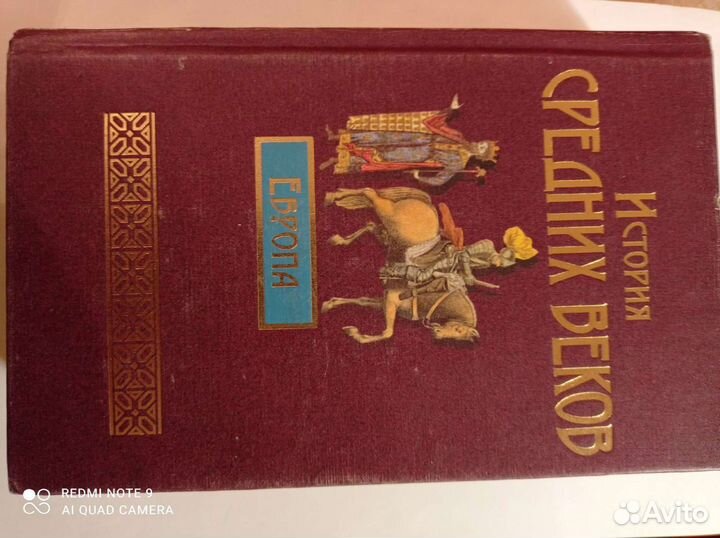 История
СРЕДНИХ ВЕКОВ
ЕВРОПА
REDMI NOTE 9
AI QUAD CAMERA
Avito